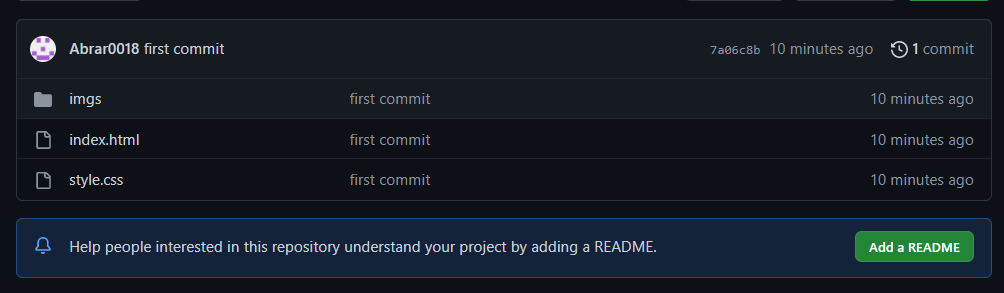 Abrar0018 first commit 7a06c8b 10 minutes ago 1 commit
imgs first commit 10 minutes ago
index.html first commit 10 minutes ago
style.css first commit 10 minutes ago
Help people interested in this repository understand your project by adding a README. Add a README